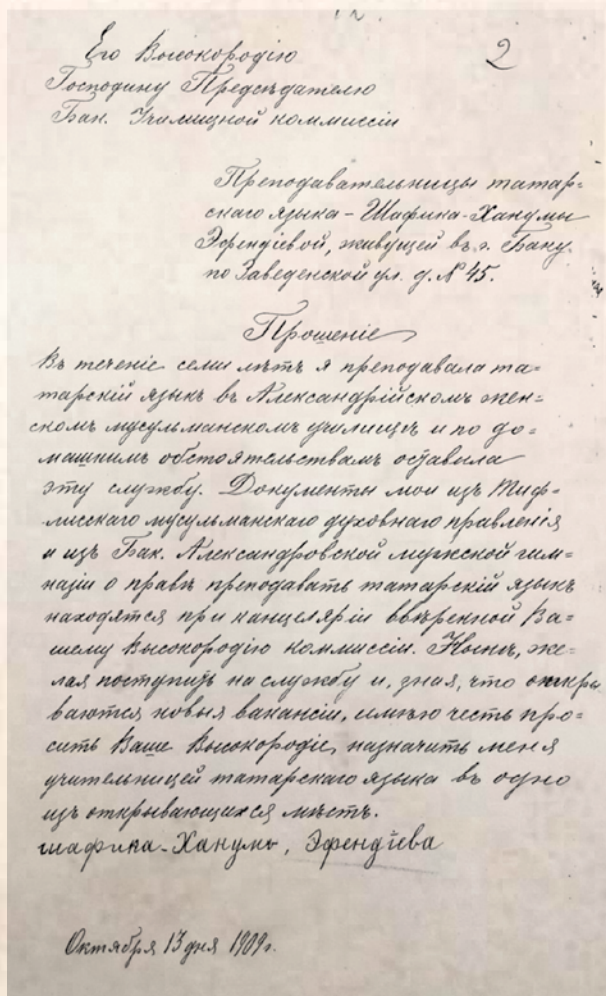 2
Его Высокородію
Господину Предсѣдателю
Бак. Училищной коммиссіи
Преподавательницы татар=
скаго языка - Шафика-Ханумы
Эфендіевой, живущей въ г. Баку
по Заведенской ул. д. № 45.
Прошеніе
Въ теченіе семи лѣтъ я преподавала та=
тарскій языкъ въ Александрійскомъ жен=
скомъ мусульманскомъ училищѣ и по до=
машнимъ обстоятельствамъ оставила
эту службу. Документы мои изъ Тиф=
лисскаго мусульманскаго духовнаго правленія
и изъ Бак. Александровской мужской гим=
назіи о правѣ преподавать татарскій языкъ
находятся при канцеляріи ввѣренной Ва=
шему Высокородію коммиссіи. Нынѣ, же=
лая поступить на службу и, зная, что откры
ваются новыя вакансіи, имѣю честь про=
сить Ваше Высокородіе, назначить меня
учительницей татарскаго языка въ одно
изъ открывающихся мѣстъ.
Шафика-Ханумъ, Эфендіева
Октября 13 дня 1909г.